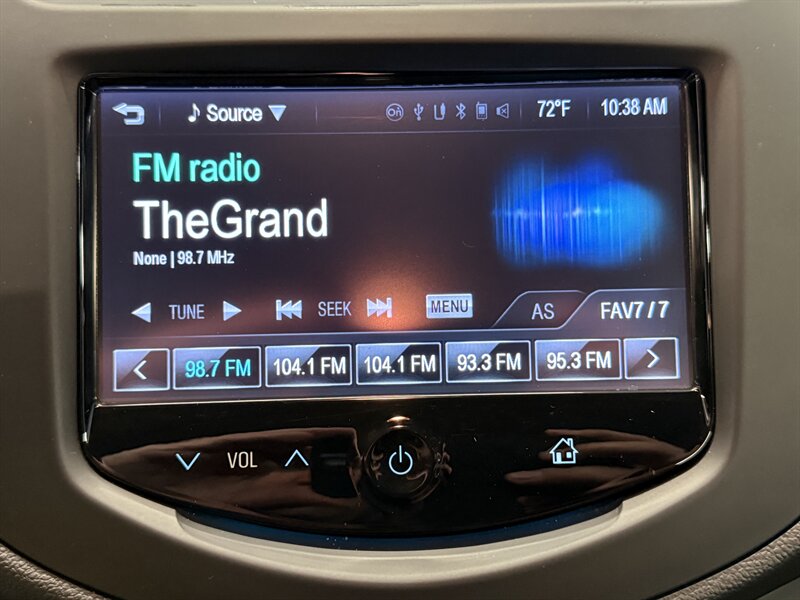 Source 72°F 10:38 AM
FM radio
TheGrand
None | 98.7 MHz
TUNE SEEK MENU AS FAV7 / 7
98.7 FM 104.1 FM 104.1 FM 93.3 FM 95.3 FM
VOL